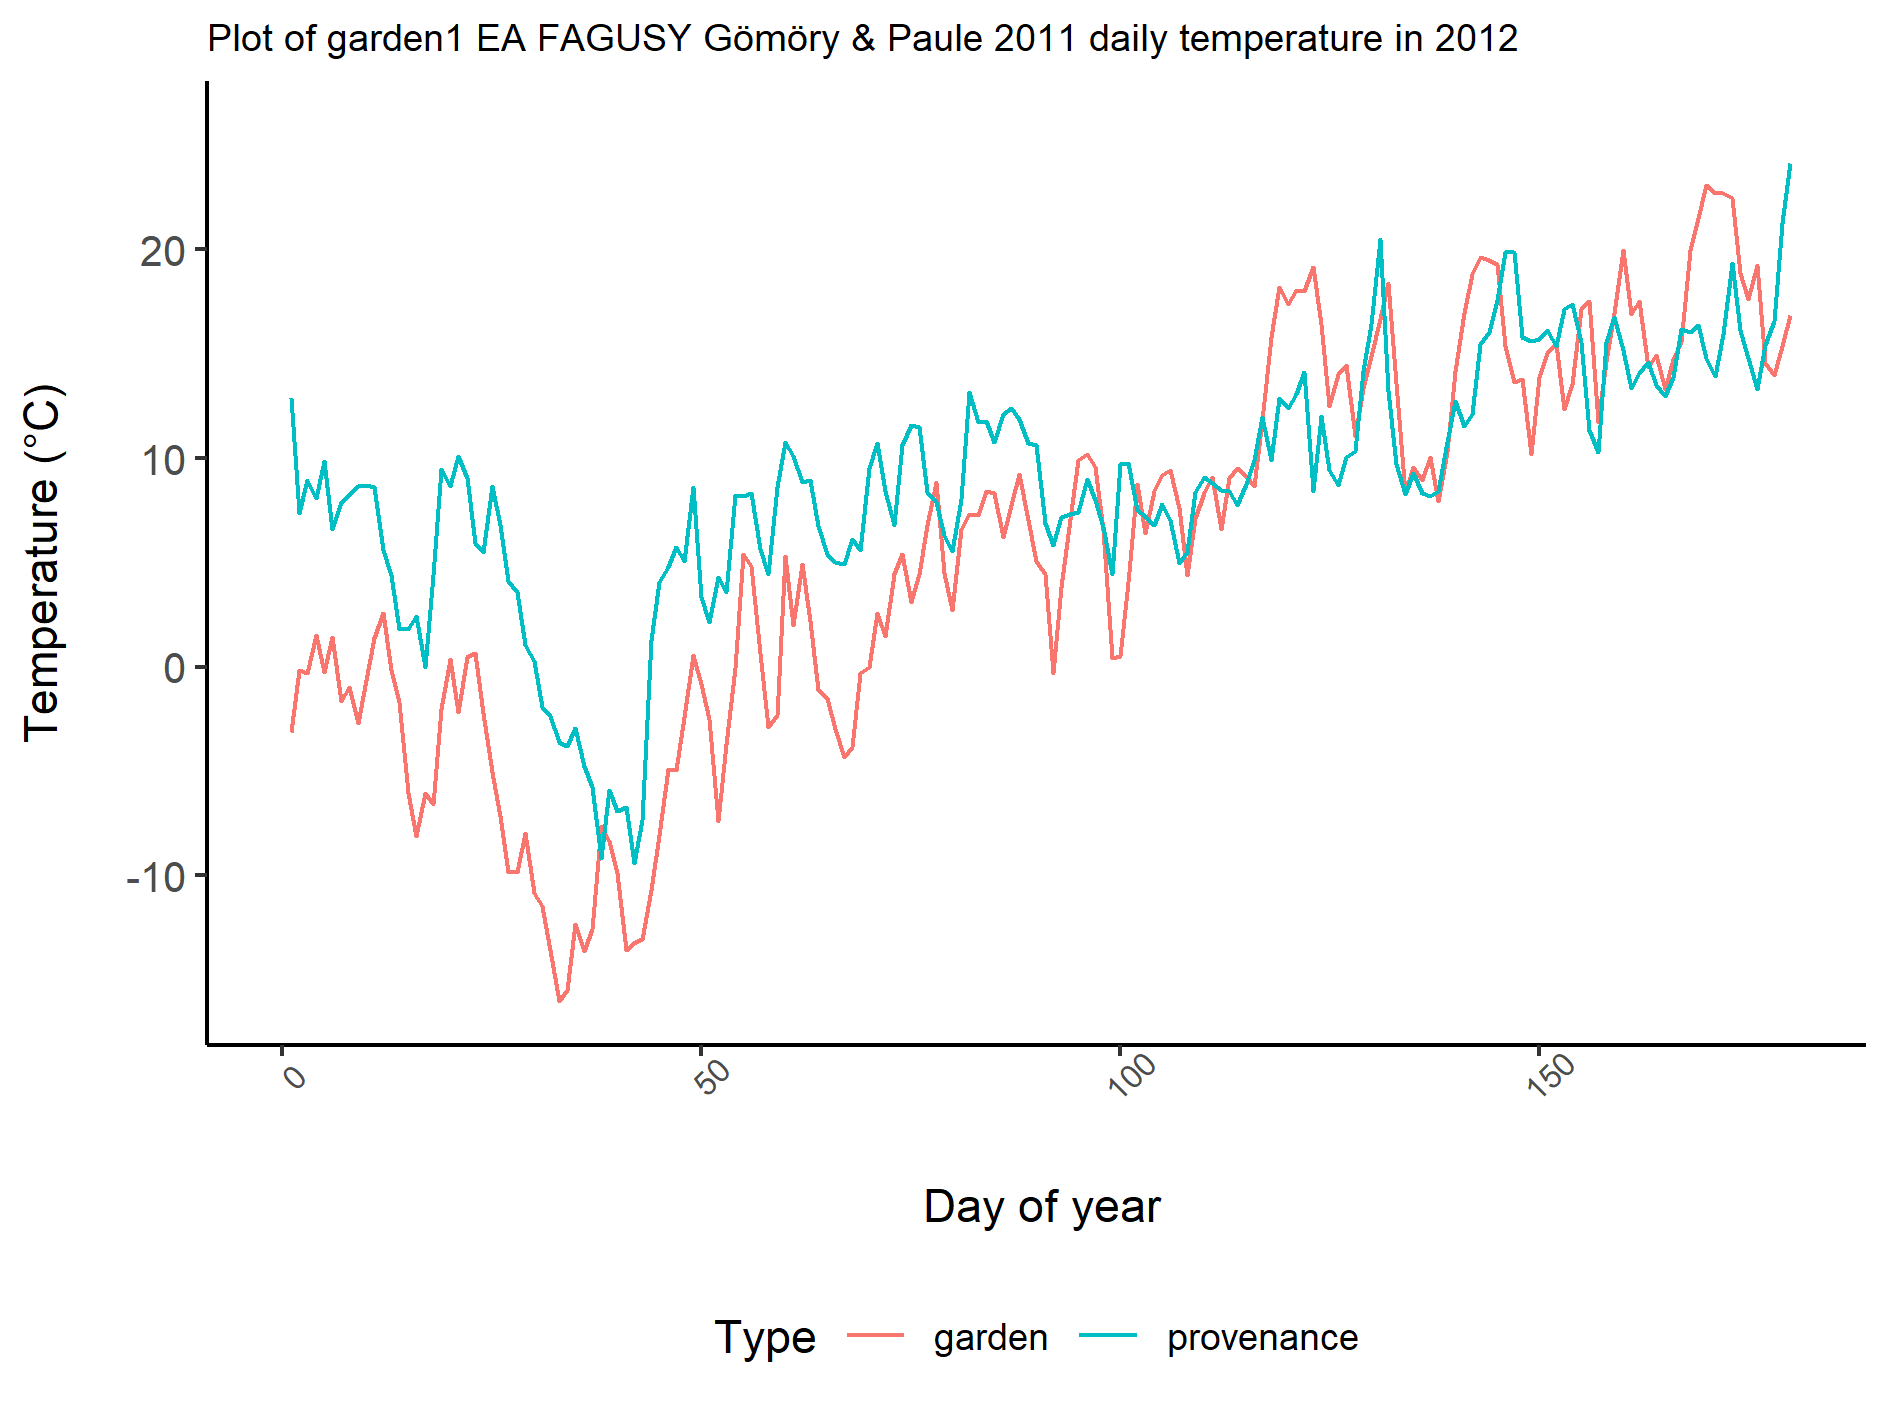 Plot of garden1 EA FAGUSY Gömöry & Paule 2011 daily temperature in 2012
Temperature (°C)
20
10
0
-10
0
50
100
150
Day of year
Type
garden
provenance